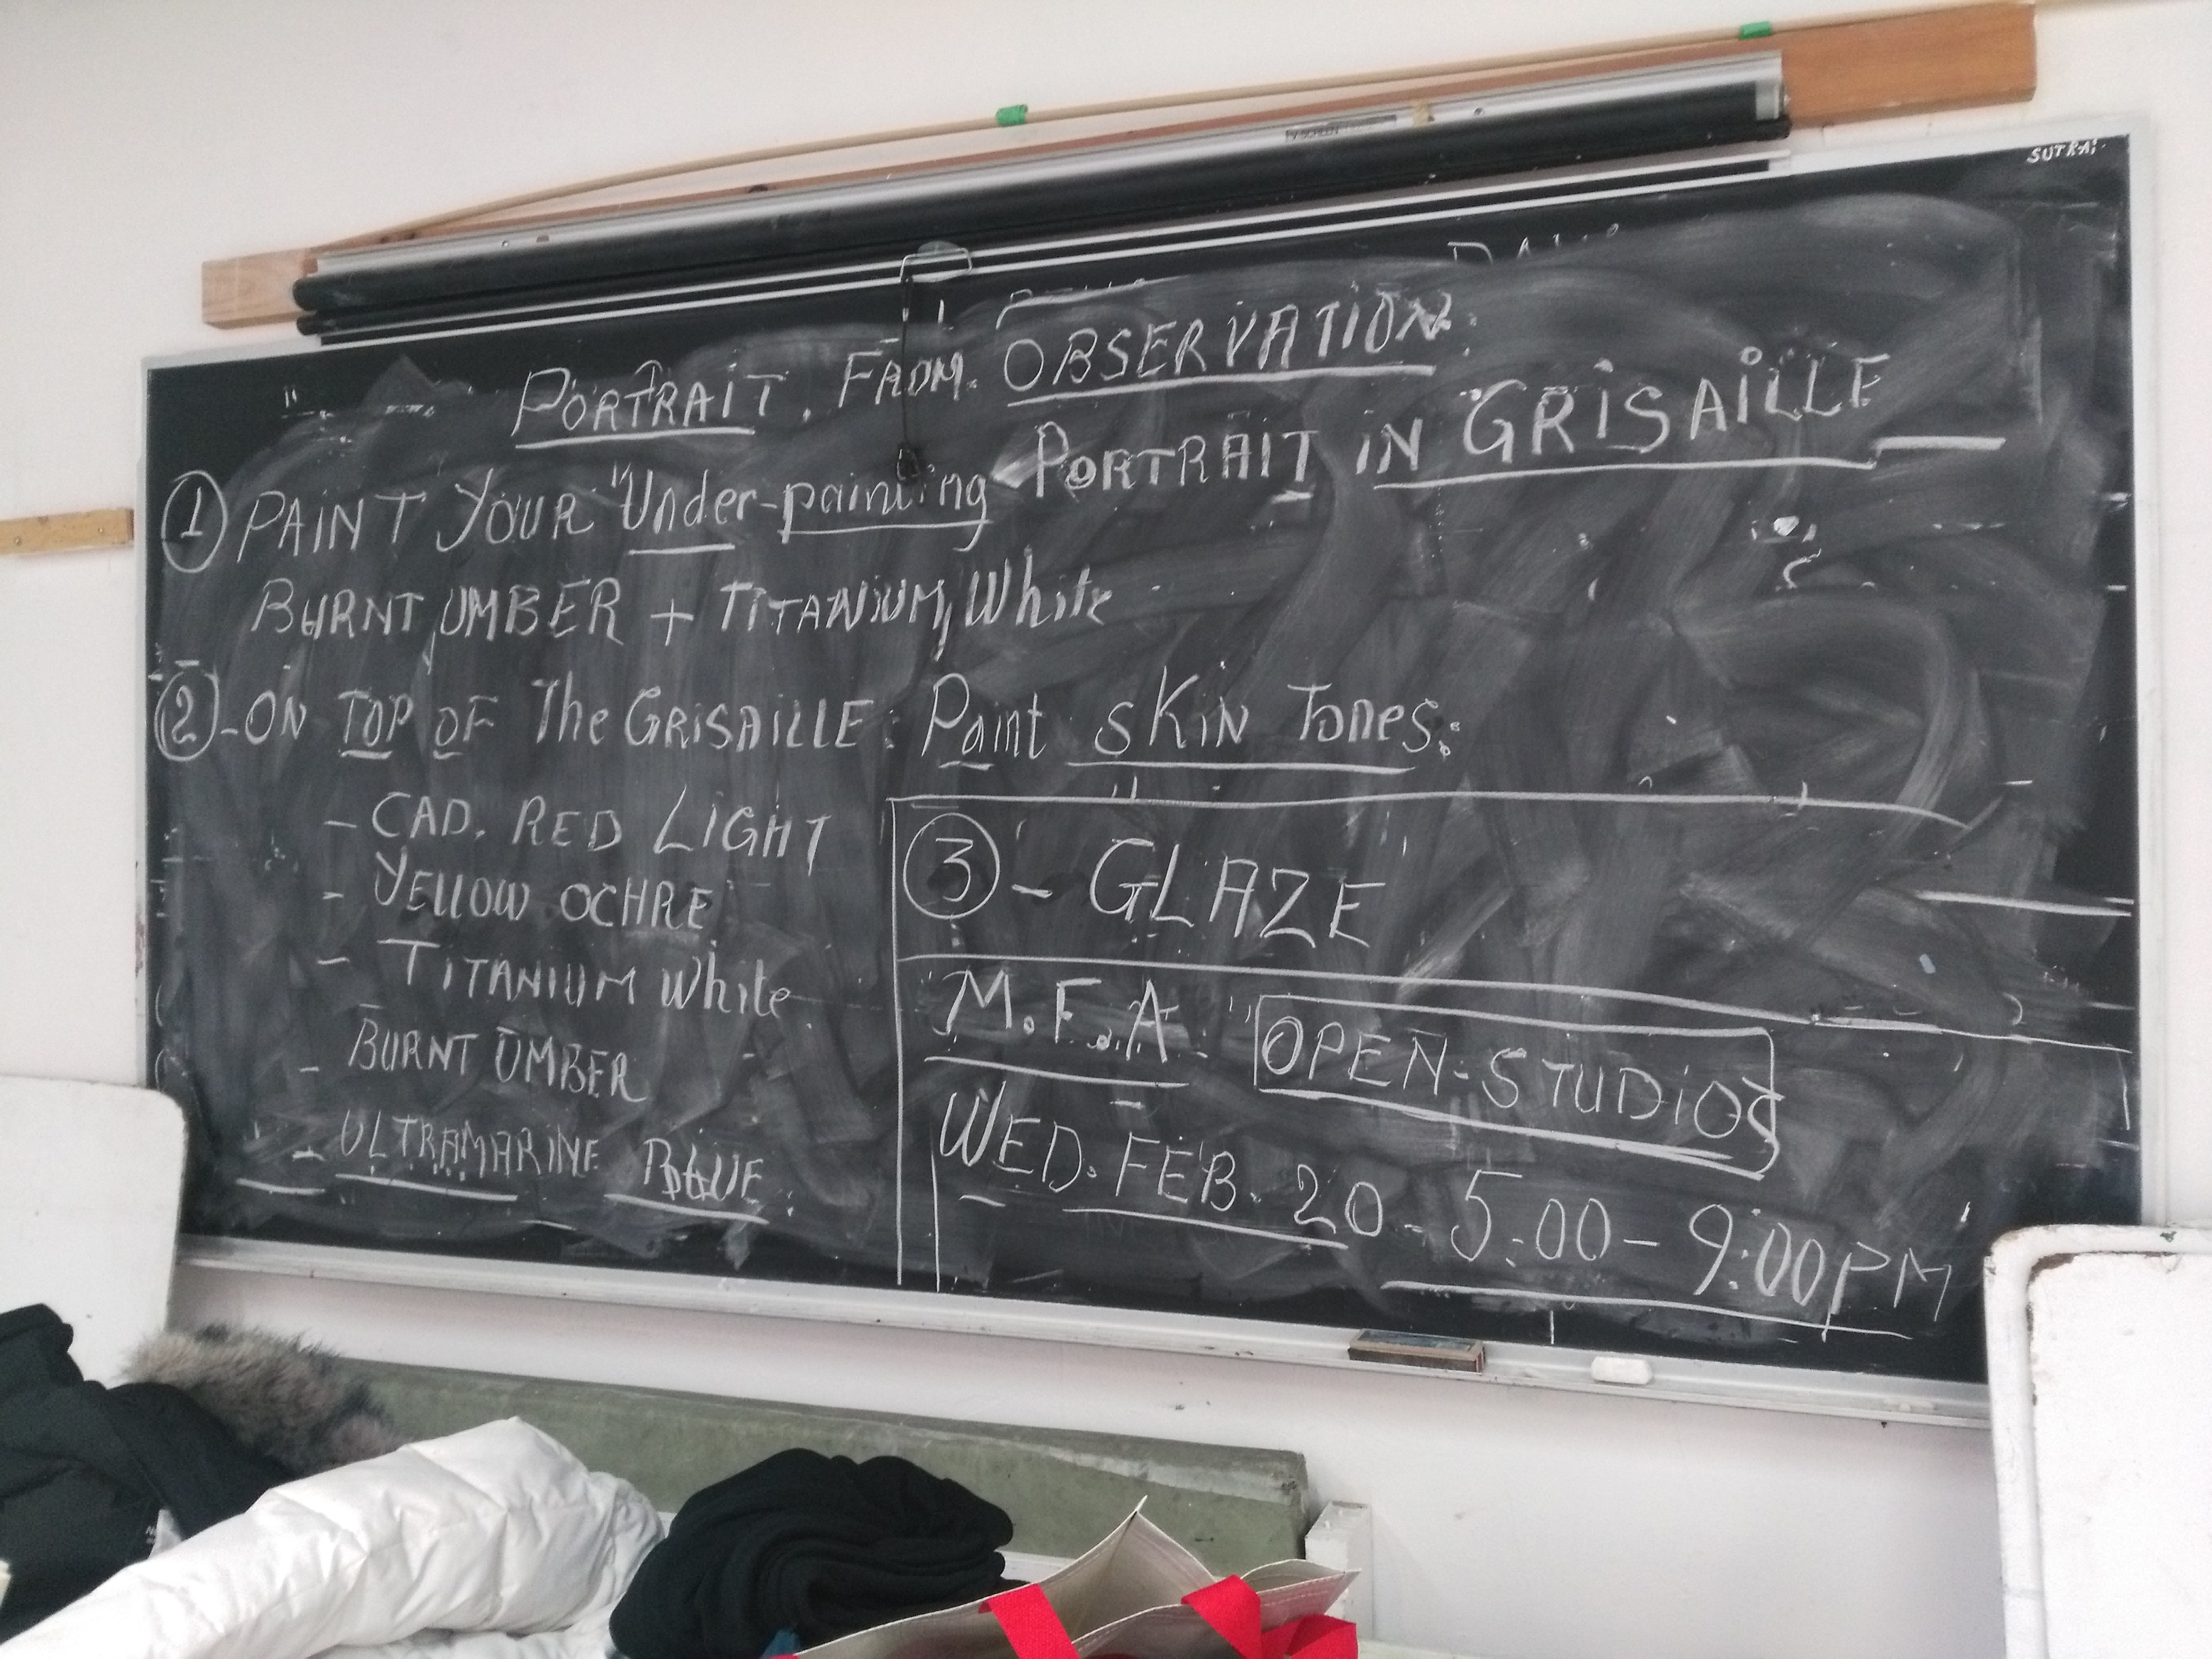 SUTRA:
PORTRAIT. FROM. OBSERVATION:
① PAINT YOUR "Under-painting PORTRAIT IN GRISAILLE
BURNT UMBER + TITANIUM, White
② - ON TOP OF The GRISAILLE: Paint SKIN Tones:
- CAD. RED LIGHT
- YELLOW OCHRE
- TITANIUM White.
- BURNT UMBER
- ULTRAMARINE BLUE.
③ - GLAZE
M.F.A. "OPEN-STUDIOS
WED. FEB. 20 - 5:00 - 9:00 PM